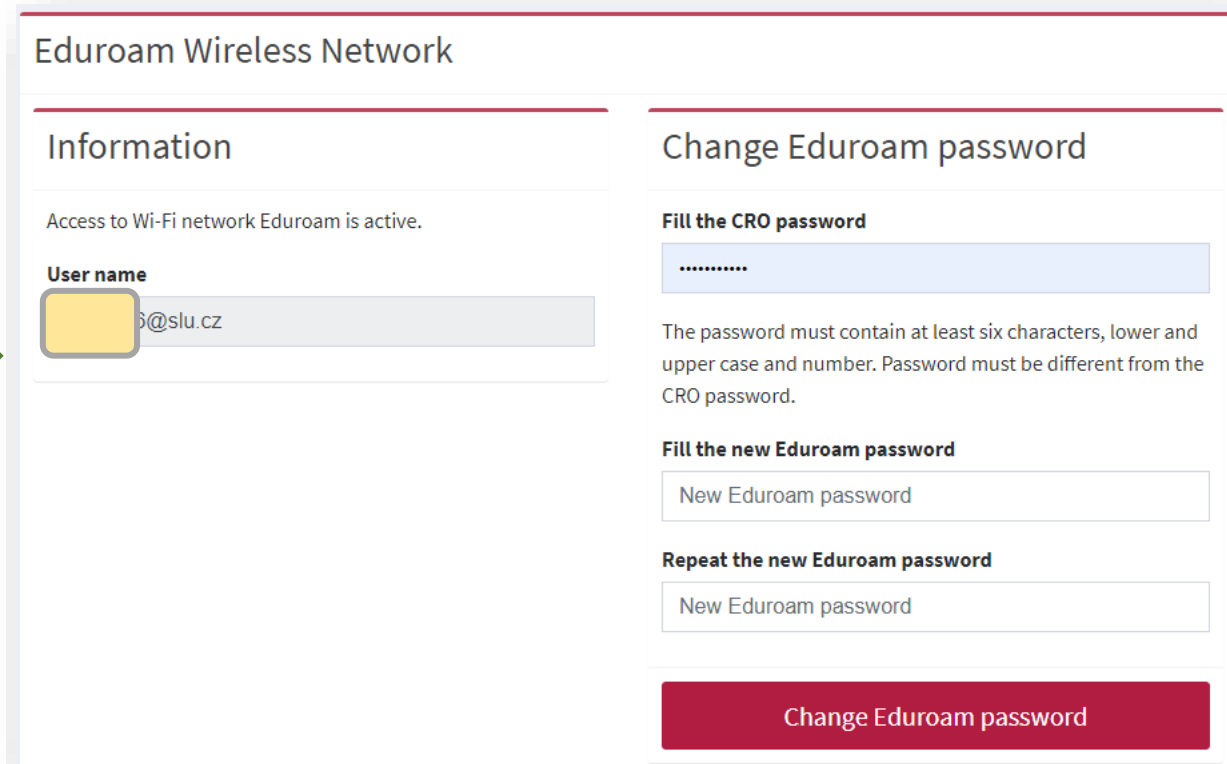 Eduroam Wireless Network
Information
Access to Wi-Fi network Eduroam is active.
User name
6@slu.cz
Change Eduroam password
Fill the CRO password
•••••••••••
The password must contain at least six characters, lower and
upper case and number. Password must be different from the
CRO password.
Fill the new Eduroam password
New Eduroam password
Repeat the new Eduroam password
New Eduroam password
Change Eduroam password